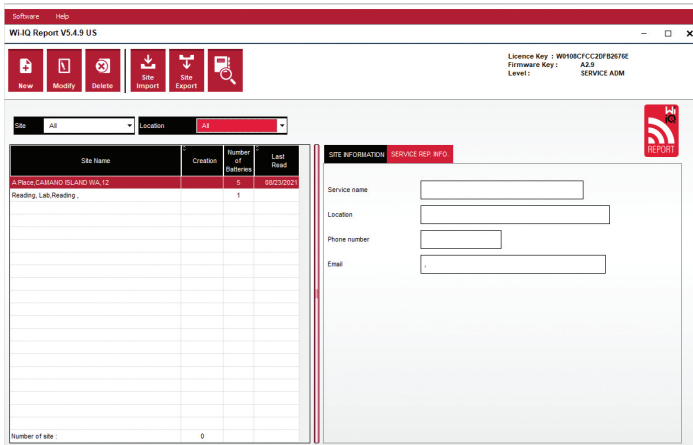 Software Help
Wi-IQ Report V5.4.9 US
New Modify Delete Site Import Site Export
Licence Key : W0108CFCC2DFB2676E
Firmware Key : A2.9
Level : SERVICE ADM
Site All Location All
Wi iQ REPORT
Site Name Creation Number of Batteries Last Read
A Place,CAMANO ISLAND WA,12 5 08/23/2021
Reading, Lab,Reading , 1
Number of site : 0
SITE INFORMATION SERVICE REP. INFO.
Service name
Location
Phone number
Email ,